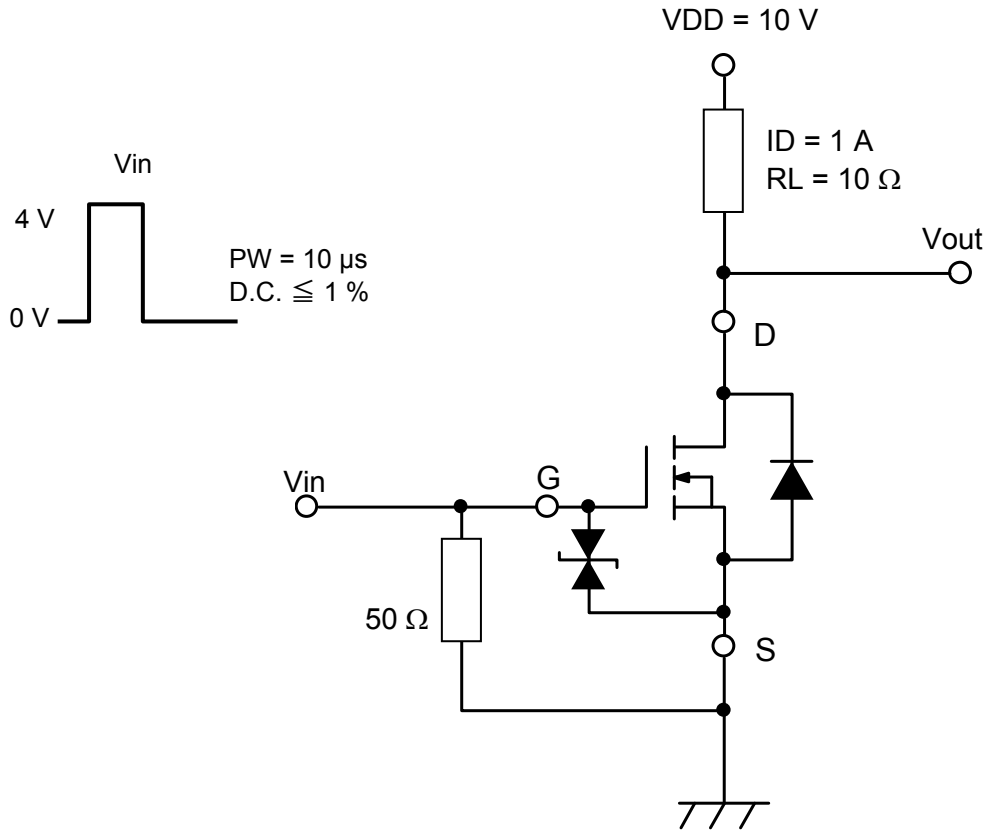 VDD = 10 V
ID = 1 A
RL = 10 Ω
Vin
4 V
0 V
PW = 10 µs
D.C. ≦ 1 %
Vout
D
Vin
G
50 Ω
S